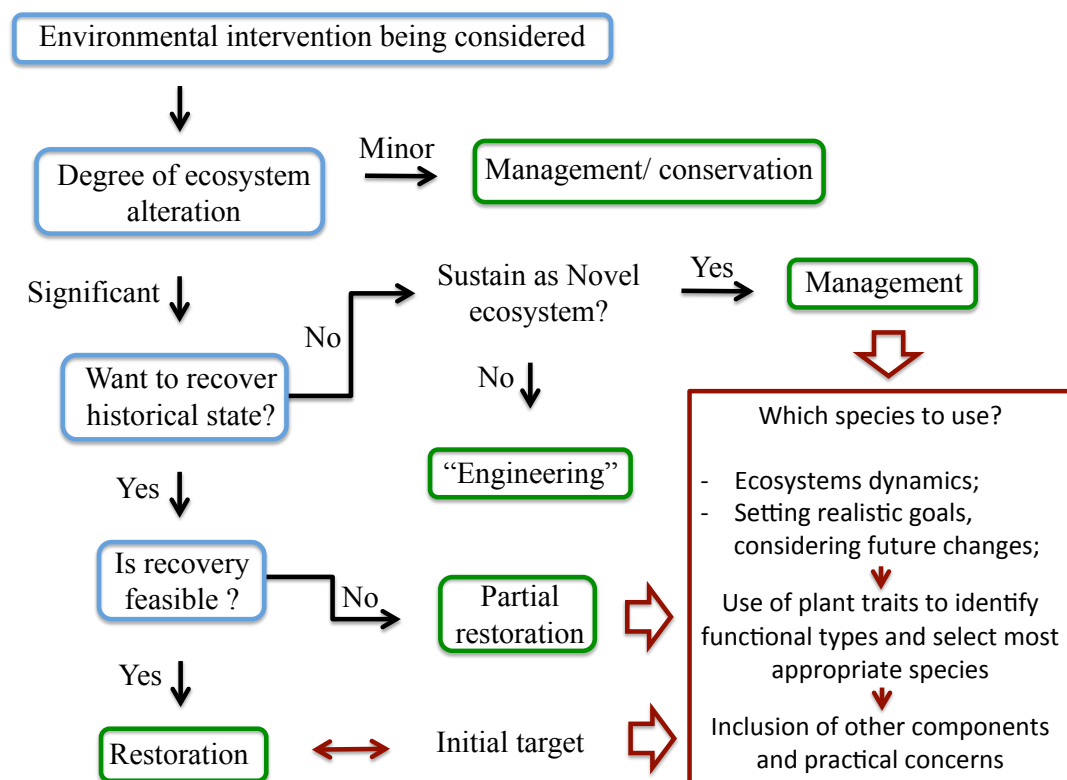 Environmental intervention being considered
Degree of ecosystem
alteration
Minor
Management/ conservation
Significant
Want to recover
historical state?
No
Sustain as Novel
ecosystem?
Yes
Management
No
“Engineering”
Yes
Is recovery
feasible ?
No
Partial
restoration
Yes
Restoration
Initial target
Which species to use?
- Ecosystems dynamics;
- Setting realistic goals,
considering future changes;
Use of plant traits to identify
functional types and select most
appropriate species
Inclusion of other components
and practical concerns